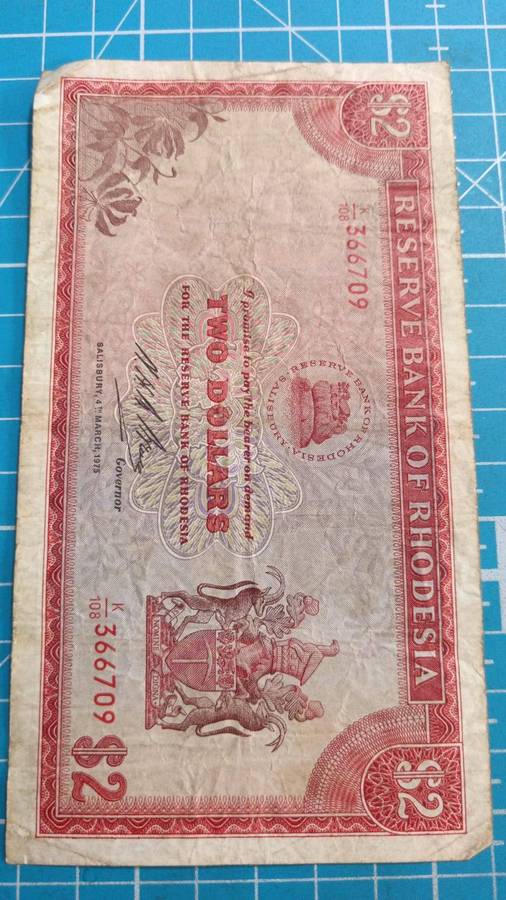 $2
$2
RESERVE BANK OF RHODESIA
K/108 366709
RESERVE BANK OF RHODESIA
SALISBURY
I promise to pay the bearer on demand
TWO DOLLARS
FOR THE RESERVE BANK OF RHODESIA
Governor
SALISBURY, 4TH MARCH, 1975
K/108 366709
$2